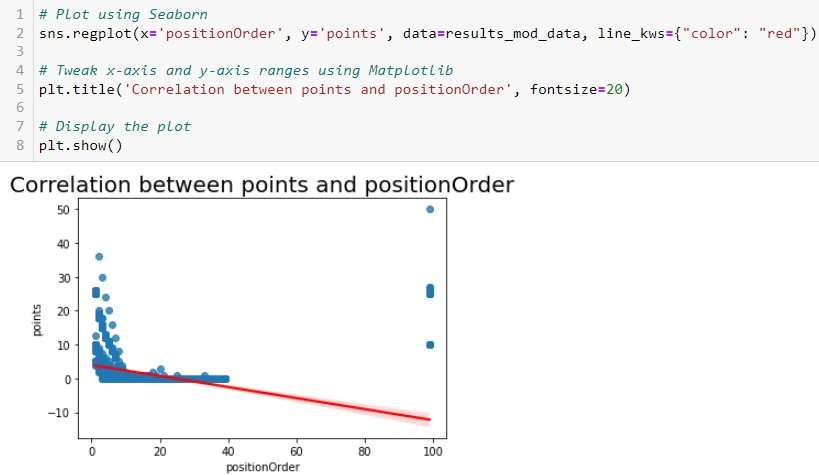 1 # Plot using Seaborn
2 sns.regplot(x='positionOrder', y='points', data=results_mod_data, line_kws={"color": "red"})
3
4 # Tweak x-axis and y-axis ranges using Matplotlib
5 plt.title('Correlation between points and positionOrder', fontsize=20)
6
7 # Display the plot
8 plt.show()
Correlation between points and positionOrder
50
40
30
20
10
0
−10
points
0 20 40 60 80 100
positionOrder